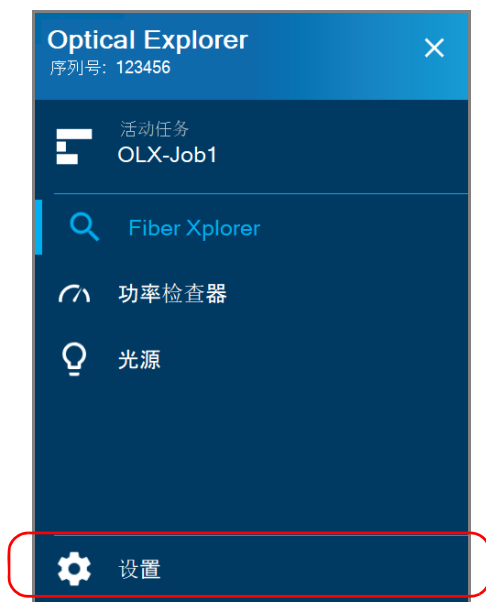 Optical Explorer
序列号: 123456
活动任务
OLX-Job1
Fiber Xplorer
功率检查器
光源
设置